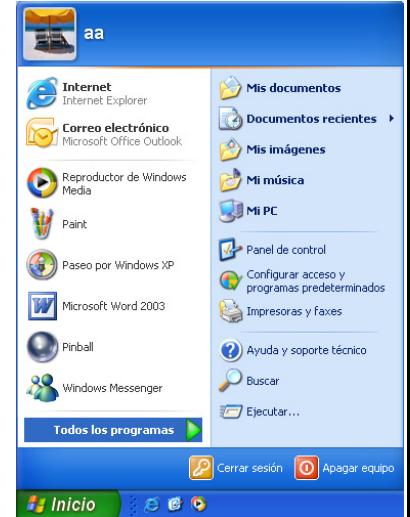 aa
Internet
Internet Explorer
Correo electrónico
Microsoft Office Outlook
Reproductor de Windows
Media
Paint
Paseo por Windows XP
Microsoft Word 2003
Pinball
Windows Messenger
Todos los programas
Mis documentos
Documentos recientes
Mis imágenes
Mi música
Mi PC
Panel de control
Configurar acceso y
programas predeterminados
Impresoras y faxes
Ayuda y soporte técnico
Buscar
Ejecutar...
Cerrar sesión
Apagar equipo
Inicio